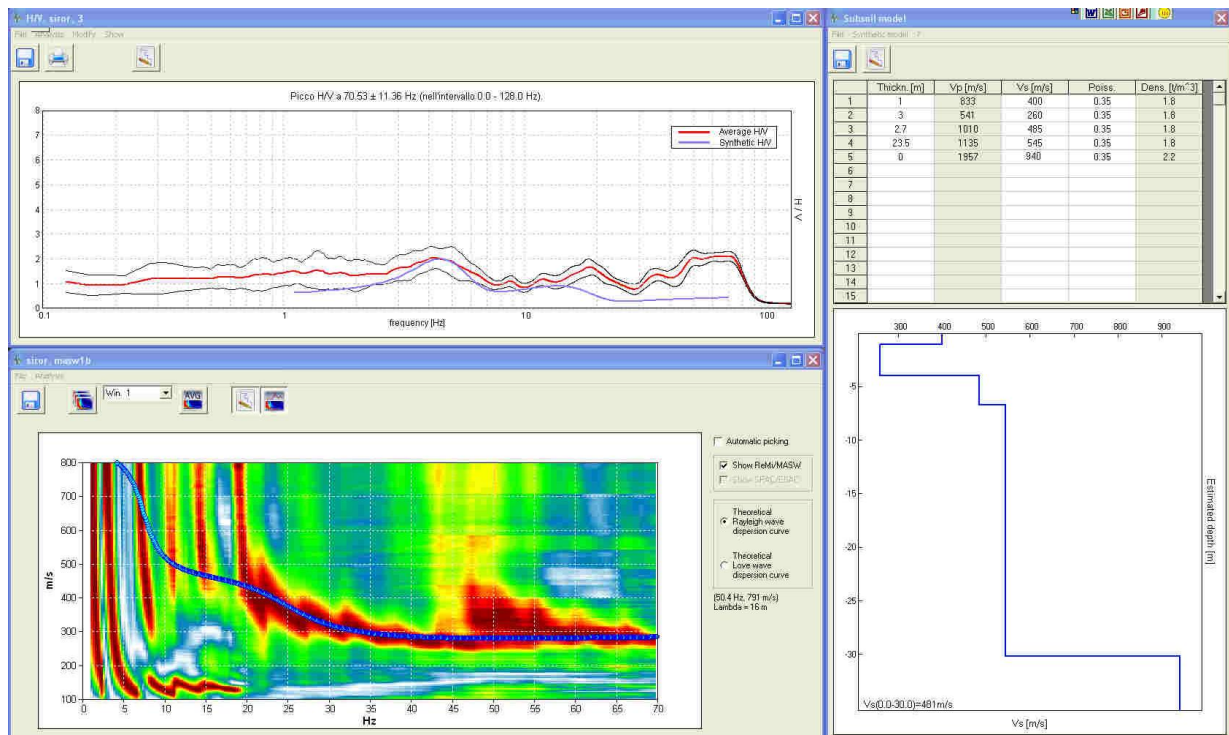 H/V, siror, 3
File Analysis Modify Show
Picco H/V a 70.53 ± 11.36 Hz (nell'intervallo 0.0 - 128.0 Hz).
Average H/V
Synthetic H/V
8
7
6
5
4
3
2
1
0
H / V
0.1 1 10 100
frequency [Hz]
siror, masw1b
File Analysis
Win. 1
AVG
800
700
600
500
400
300
200
100
m/s
0 5 10 15 20 25 30 35 40 45 50 55 60 65 70
Hz
Automatic picking
Show ReMi/MASW
Show SPAC/ESAC
Theoretical
Rayleigh wave
dispersion curve
Theoretical
Love wave
dispersion curve
(50.4 Hz, 791 m/s)
Lambda = 16 m
Subsoil model
File Synthetic model
Thickn. [m] Vp [m/s] Vs [m/s] Poiss. Dens. [t/m^3]
1 1 833 400 0.35 1.8
2 3 541 260 0.35 1.8
3 2.7 1010 485 0.35 1.8
4 23.5 1135 545 0.35 1.8
5 0 1957 940 0.35 2.2
6
7
8
9
10
11
12
13
14
15
300 400 500 600 700 800 900
-5
-10
-15
-20
-25
-30
Estimated depth [m]
Vs(0.0-30.0)=481m/s
Vs [m/s]